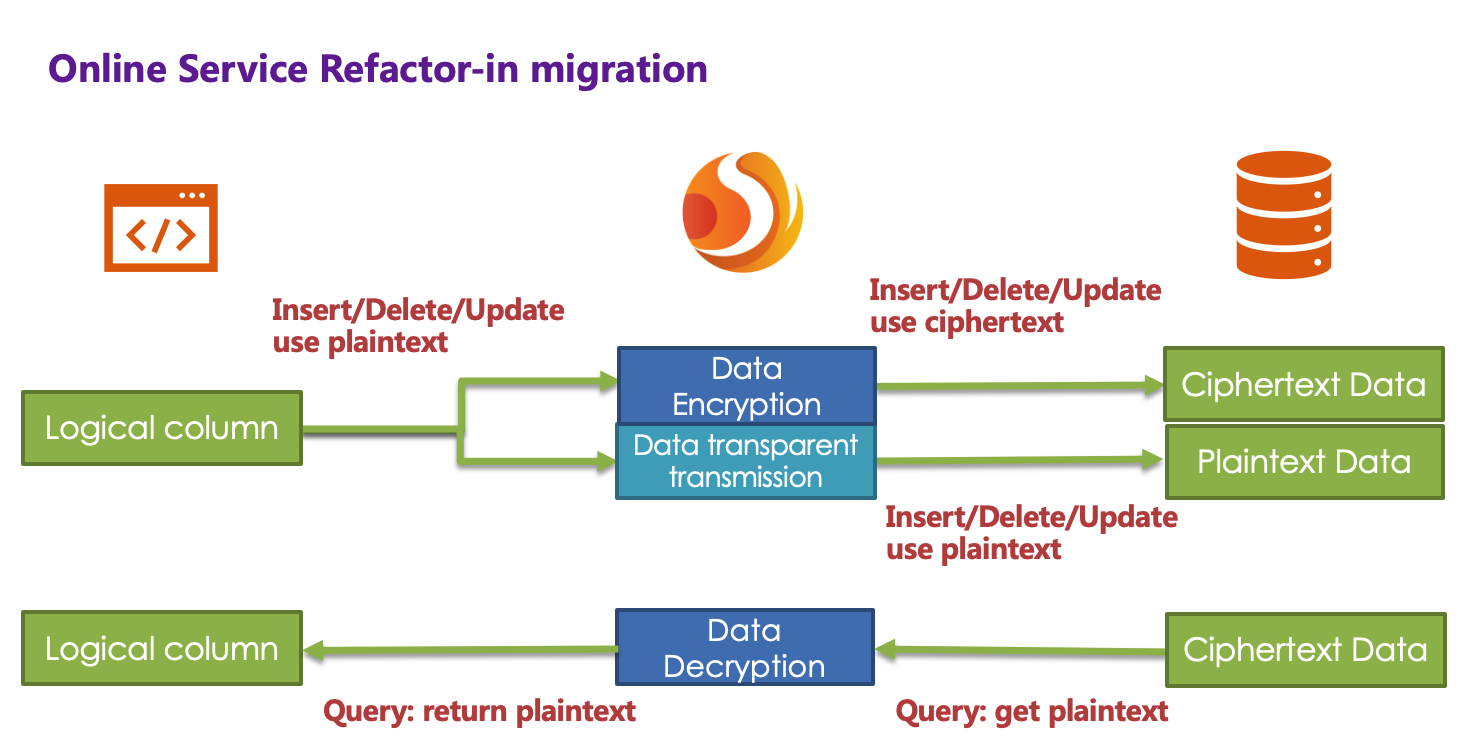 Online Service Refactor-in migration
</>
Insert/Delete/Update
use plaintext
Insert/Delete/Update
use ciphertext
Logical column
Data
Encryption
Ciphertext Data
Data transparent
transmission
Plaintext Data
Insert/Delete/Update
use plaintext
Logical column
Data
Decryption
Ciphertext Data
Query: return plaintext
Query: get plaintext